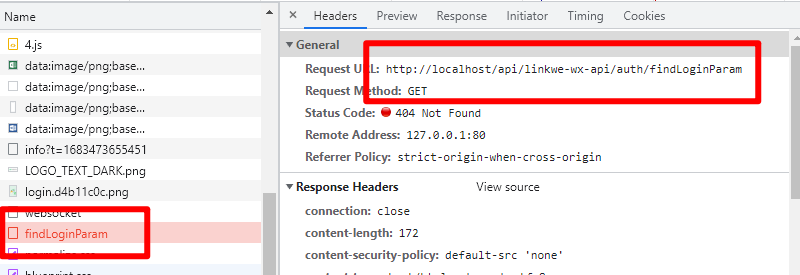 Name
4.js
data:image/png;base...
data:image/png;base...
data:image/png;base...
data:image/png;base...
info?t=1683473655451
LOGO_TEXT_DARK.png
login.d4b11c0c.png
websocket
findLoginParam
Headers Preview Response Initiator Timing Cookies
General
Request URL: http://localhost/api/linkwe-wx-api/auth/findLoginParam
Request Method: GET
Status Code: 404 Not Found
Remote Address: 127.0.0.1:80
Referrer Policy: strict-origin-when-cross-origin
Response Headers View source
connection: close
content-length: 172
content-security-policy: default-src 'none'